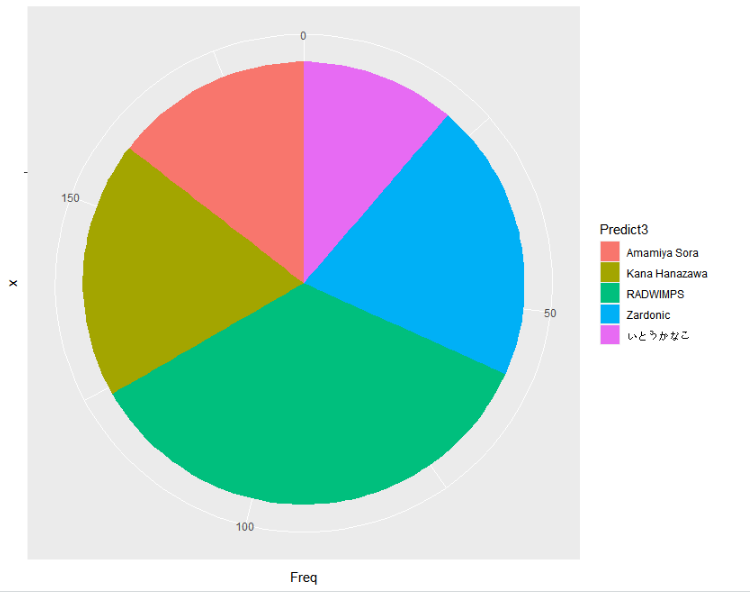 0
150
50
100
x
Freq
Predict3
Amamiya Sora
Kana Hanazawa
RADWIMPS
Zardonic
いとうかなこ